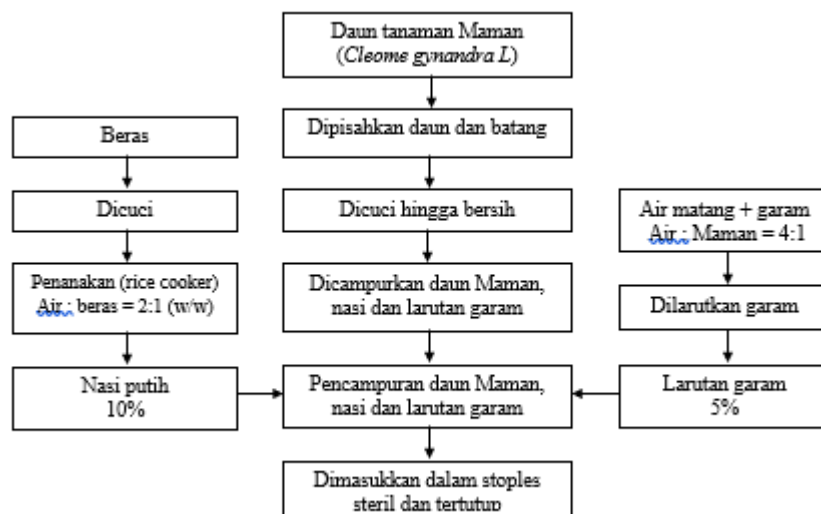 Daun tanaman Maman
(Cleome gynandra L)
Beras
Dipisahkan daun dan batang
Dicuci
Dicuci hingga bersih
Air matang + garam
Air : Maman = 4:1
Penanakan (rice cooker)
Air : beras = 2:1 (w/w)
Dicampurkan daun Maman,
nasi dan larutan garam
Dilarutkan garam
Nasi putih
10%
Pencampuran daun Maman,
nasi dan larutan garam
Larutan garam
5%
Dimasukkan dalam stoples
steril dan tertutup